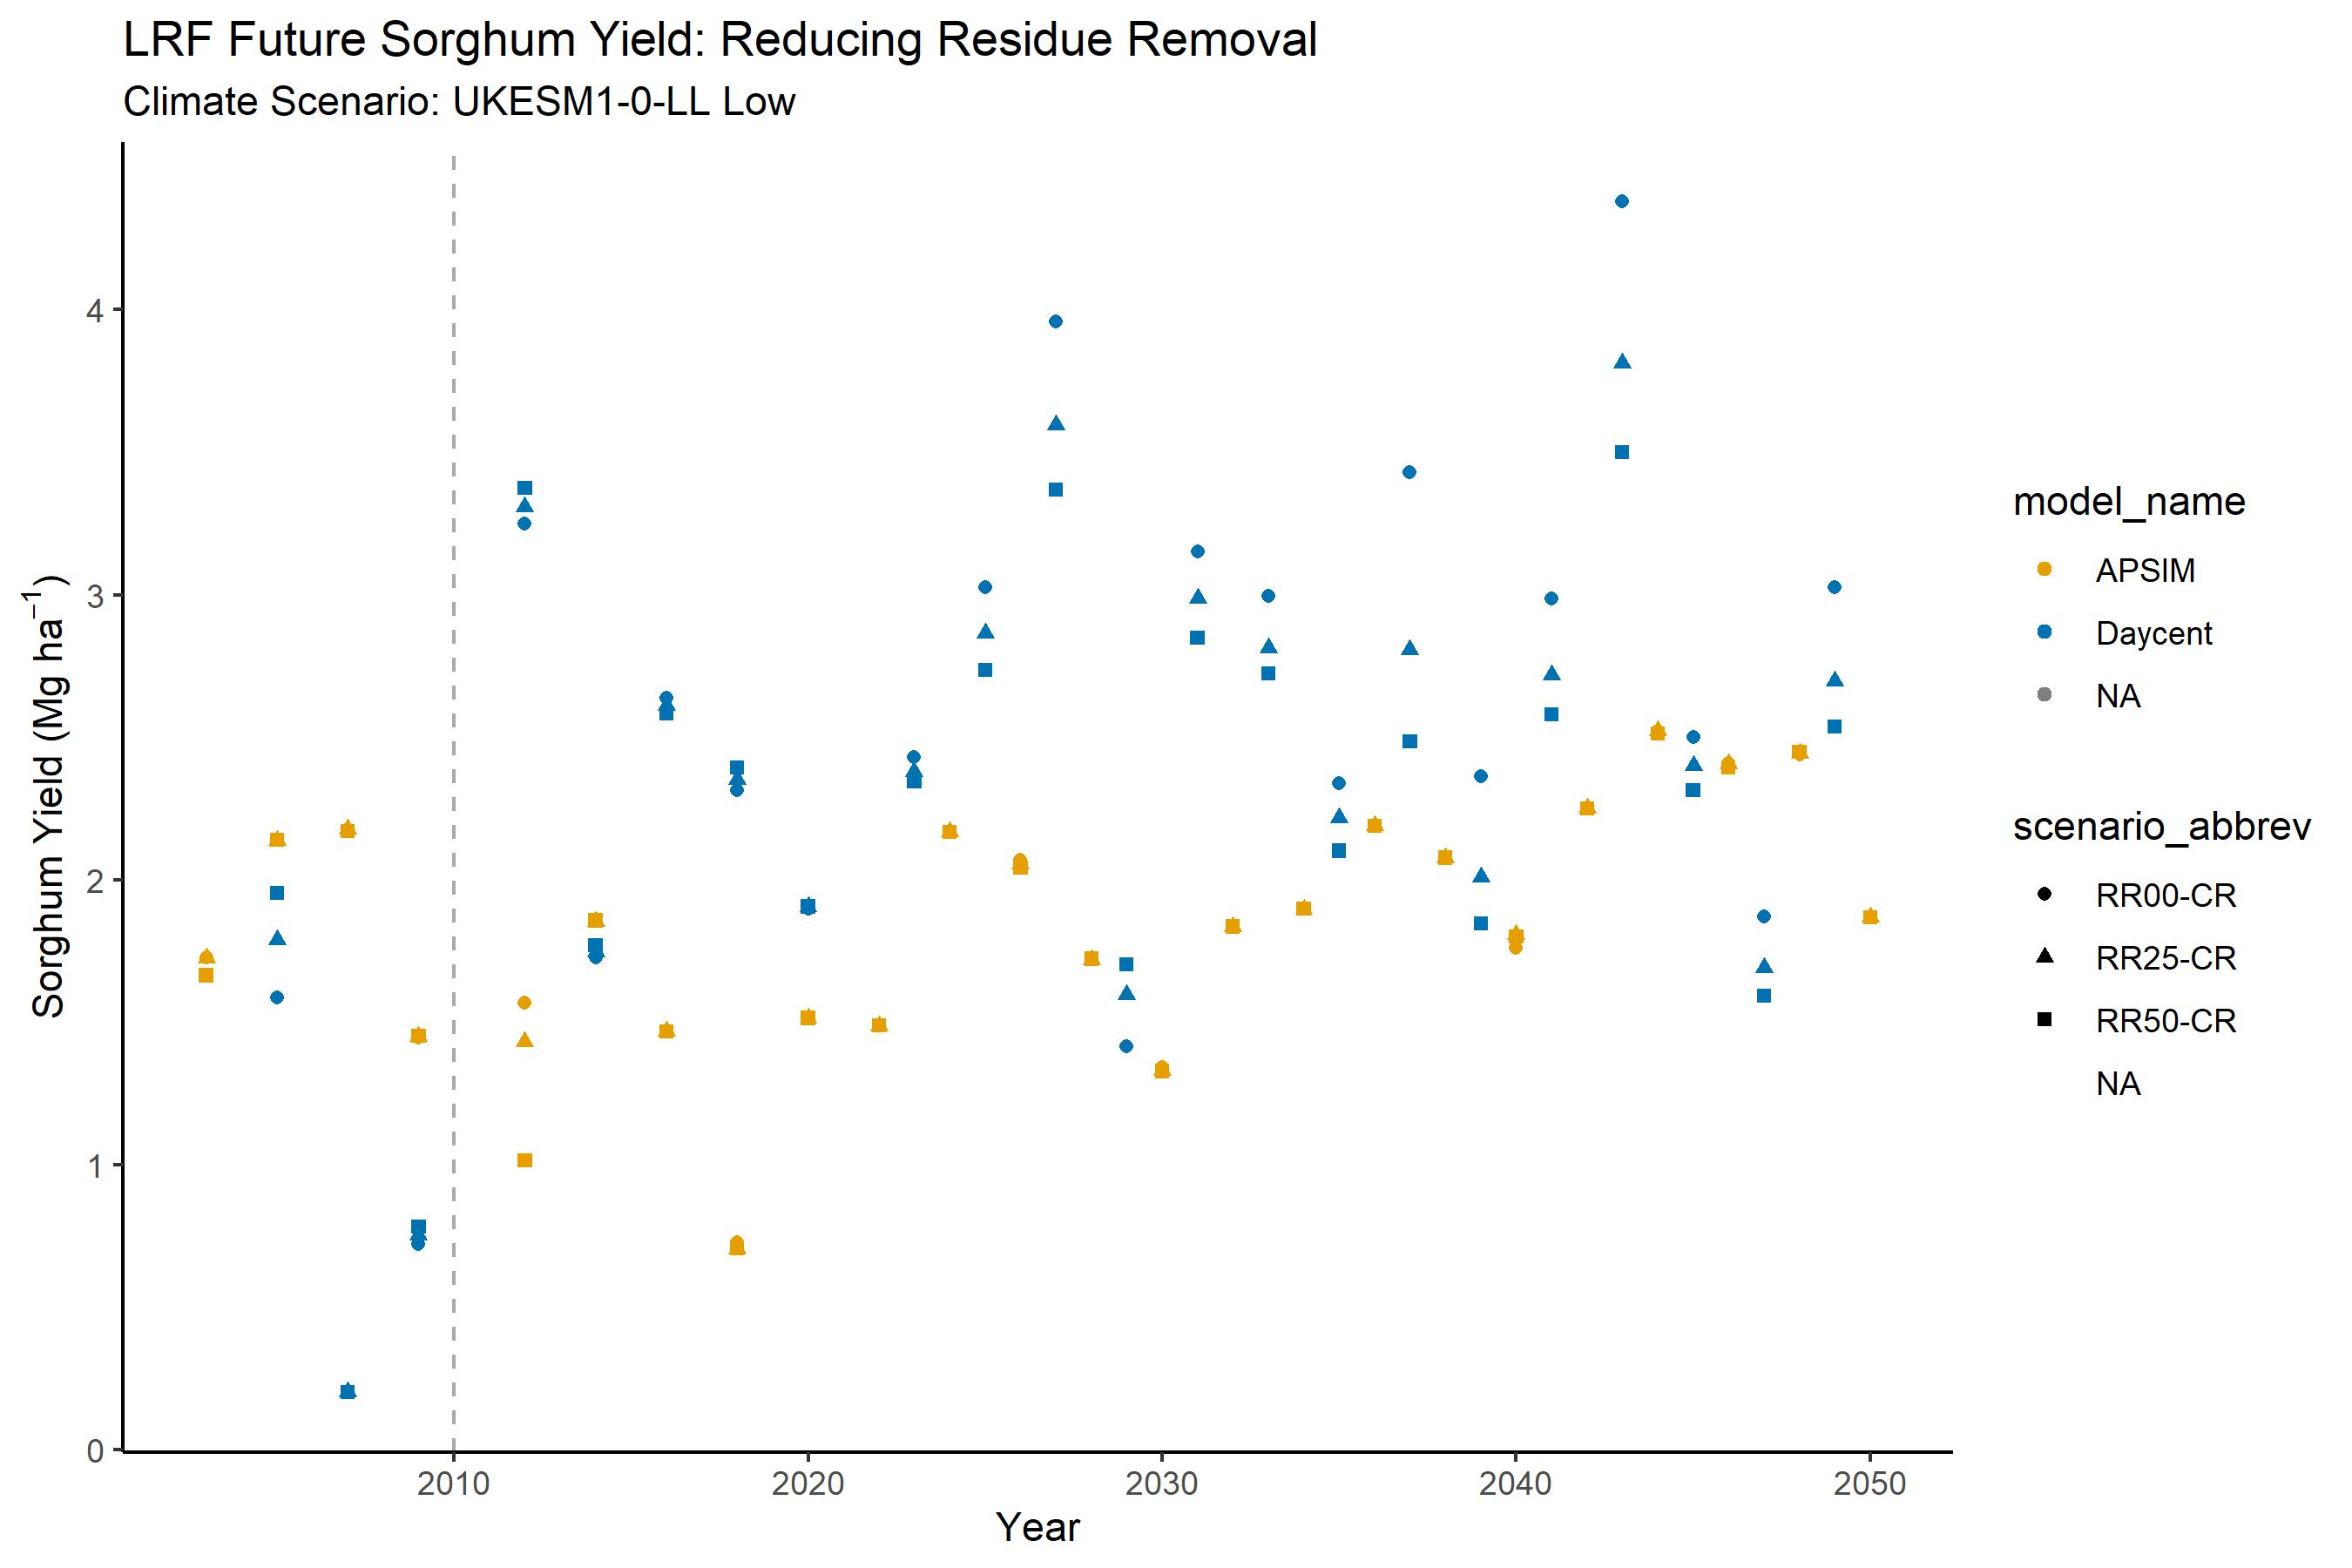 LRF Future Sorghum Yield: Reducing Residue Removal
Climate Scenario: UKESM1-0-LL Low
Sorghum Yield (Mg ha⁻¹)
4
3
2
1
0
2010
2020
2030
2040
2050
Year
model_name
APSIM
Daycent
NA
scenario_abbrev
RR00-CR
RR25-CR
RR50-CR
NA